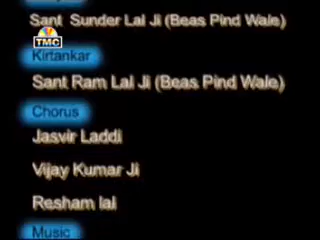 Sant Sunder Lal Ji (Beas Pind Wale)
TMC
Kirtankar
Sant Ram Lal Ji (Beas Pind Wale)
Chorus
Jasvir Laddi
Vijay Kumar Ji
Resham lal
Music